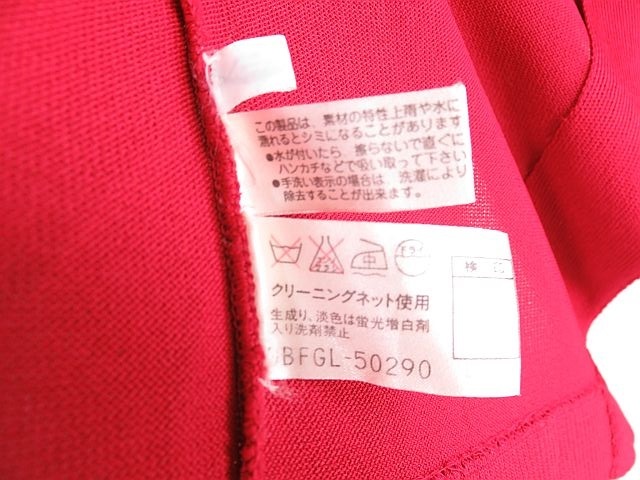 この製品は、素材の特性上雨や水に
濡れるとシミになることがあります
●水が付いたら 擦らないで直ぐに
ハンカチなどで吸い取って下さい
●手洗い表示の場合は 洗濯により
除去することが出来ます。
中
ドライ
検
クリーニングネット使用
生成り、淡色は蛍光増白剤
入り洗剤禁止
BFGL-50290